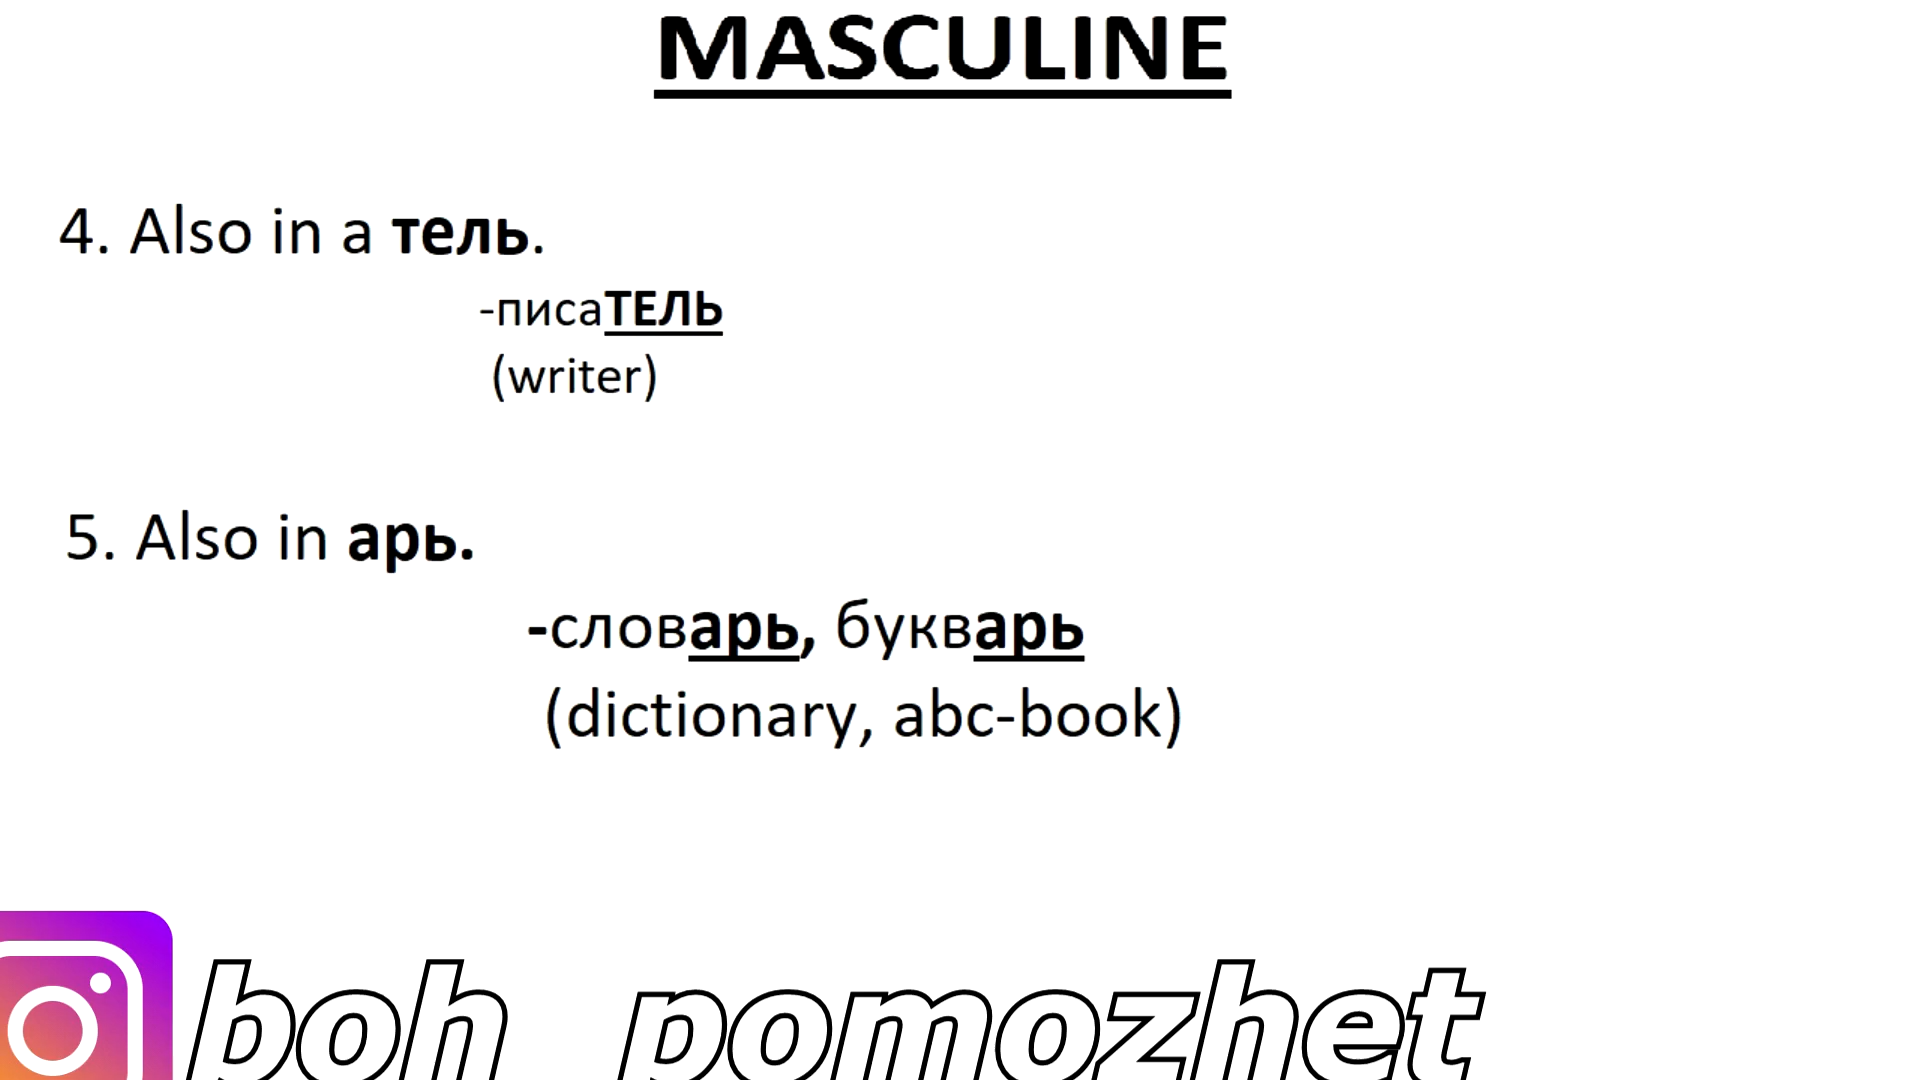 MASCULINE
4. Also in a тель.
-писаТЕЛЬ
(writer)
5. Also in арь.
-словарь, букварь
(dictionary, abc-book)
boh pomozhet